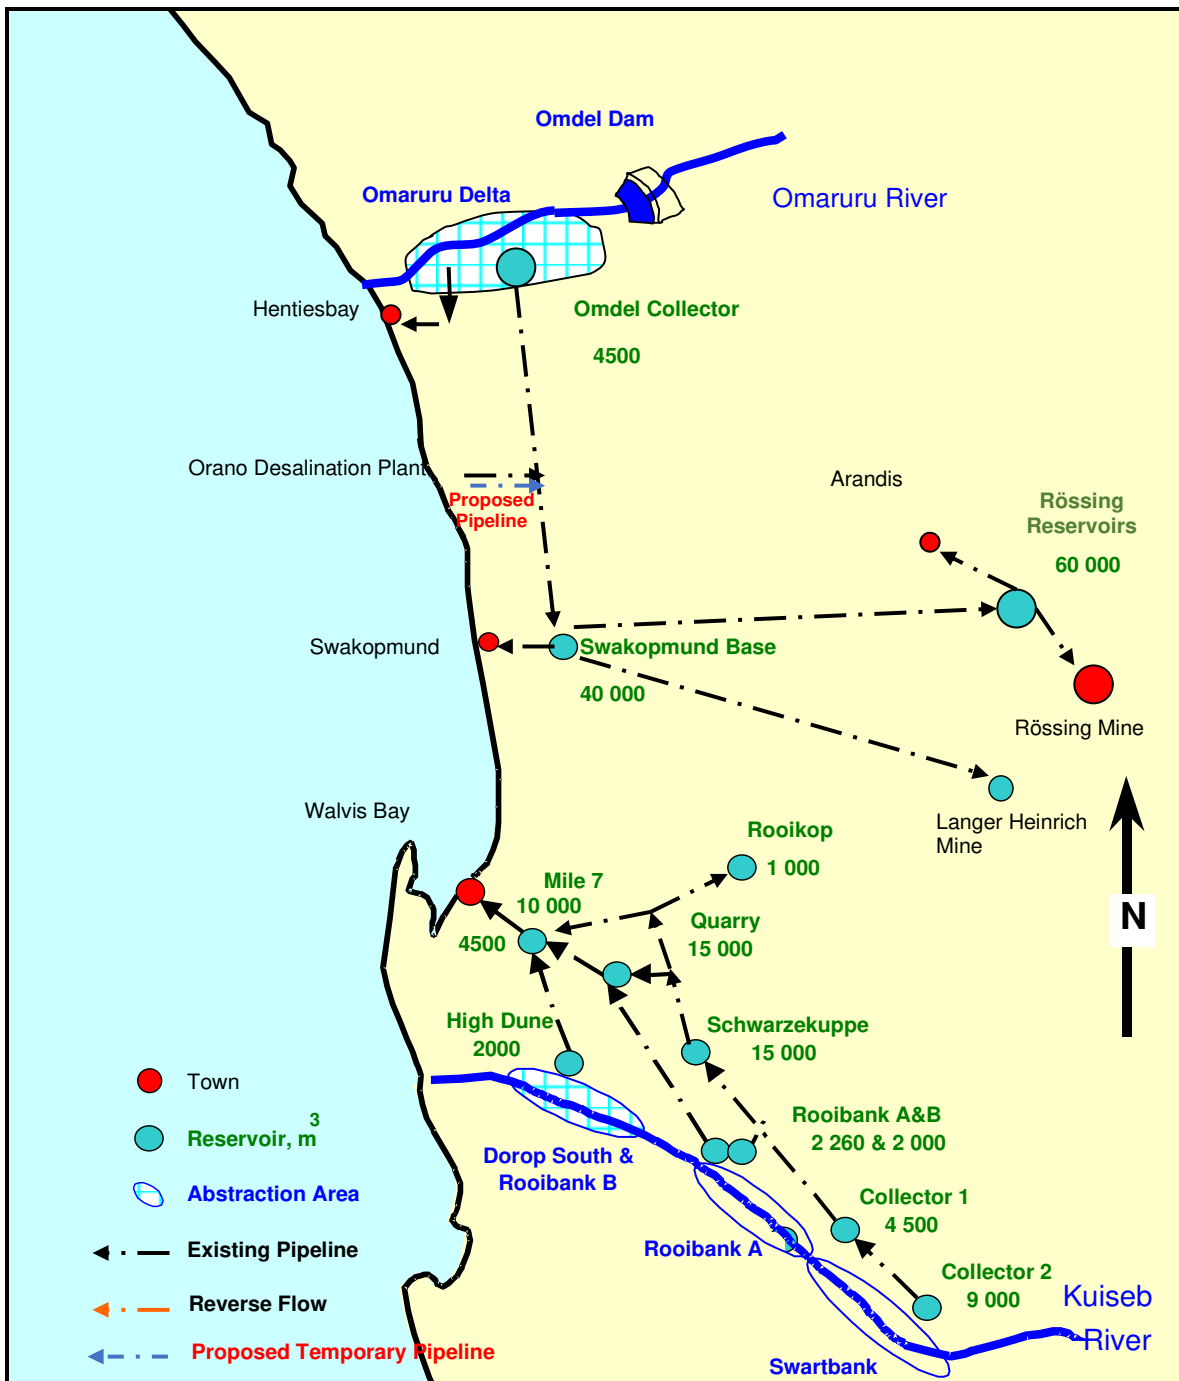 Omdel Dam
Omaruru Delta
Omaruru River
Hentiesbay
Omdel Collector
4500
Orano Desalination Plant
Proposed
Pipeline
Arandis
Rössing
Reservoirs
60 000
Swakopmund
Swakopmund Base
40 000
Rössing Mine
Walvis Bay
Langer Heinrich
Mine
Rooikop
1 000
Mile 7
10 000
4500
Quarry
15 000
N
High Dune
2000
Schwarzekuppe
15 000
Town
Reservoir, m3
Rooibank A&B
2 260 & 2 000
Dorop South &
Rooibank B
Abstraction Area
Collector 1
4 500
Rooibank A
Existing Pipeline
Collector 2
9 000
Kuiseb
River
Reverse Flow
Proposed Temporary Pipeline
Swartbank